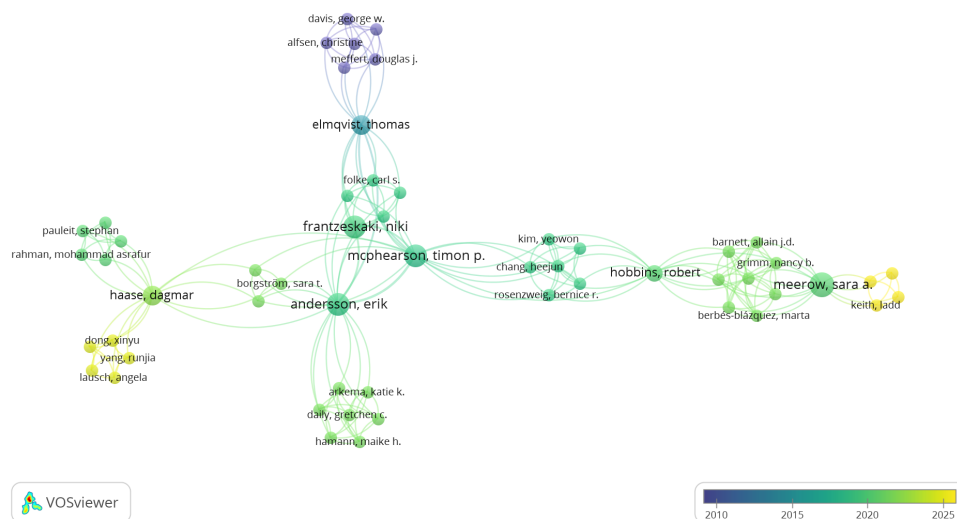 davis, george w.
alfsen, christine
meffert, douglas j.
elmqvist, thomas
folke, carl s.
frantzeskaki, niki
mcphearson, timon p.
pauleit, stephan
rahman, mohammad asrafur
haase, dagmar
borgström, sara t.
andersson, erik
kim, yeowon
chang, heejun
rosenzweig, bernice r.
hobbins, robert
barnett, allain j.d.
grimm, nancy b.
meerow, sara a.
berbés-blázquez, marta
keith, ladd
dong, xinyu
yang, runjia
lausch, angela
arkema, katie k.
daily, gretchen c.
hamann, maike h.
VOSviewer
2010 2015 2020 2025